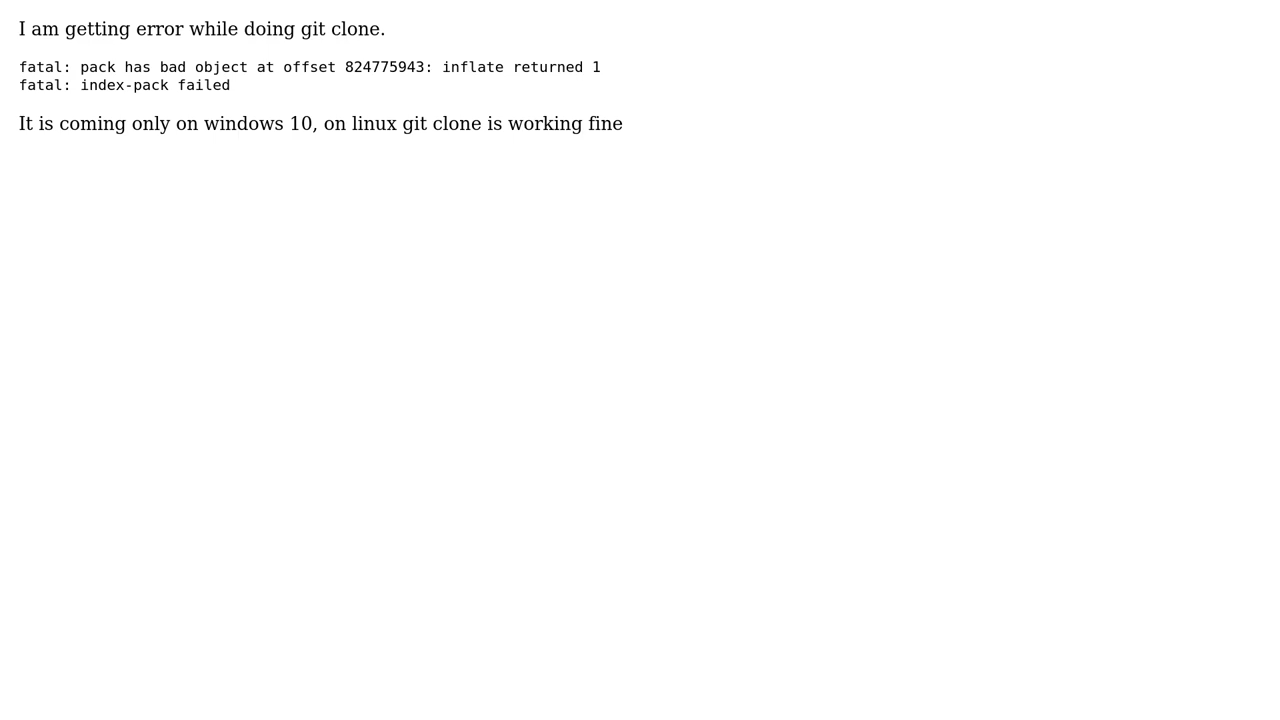 I am getting error while doing git clone.
fatal: pack has bad object at offset 824775943: inflate returned 1
fatal: index-pack failed
It is coming only on windows 10, on linux git clone is working fine